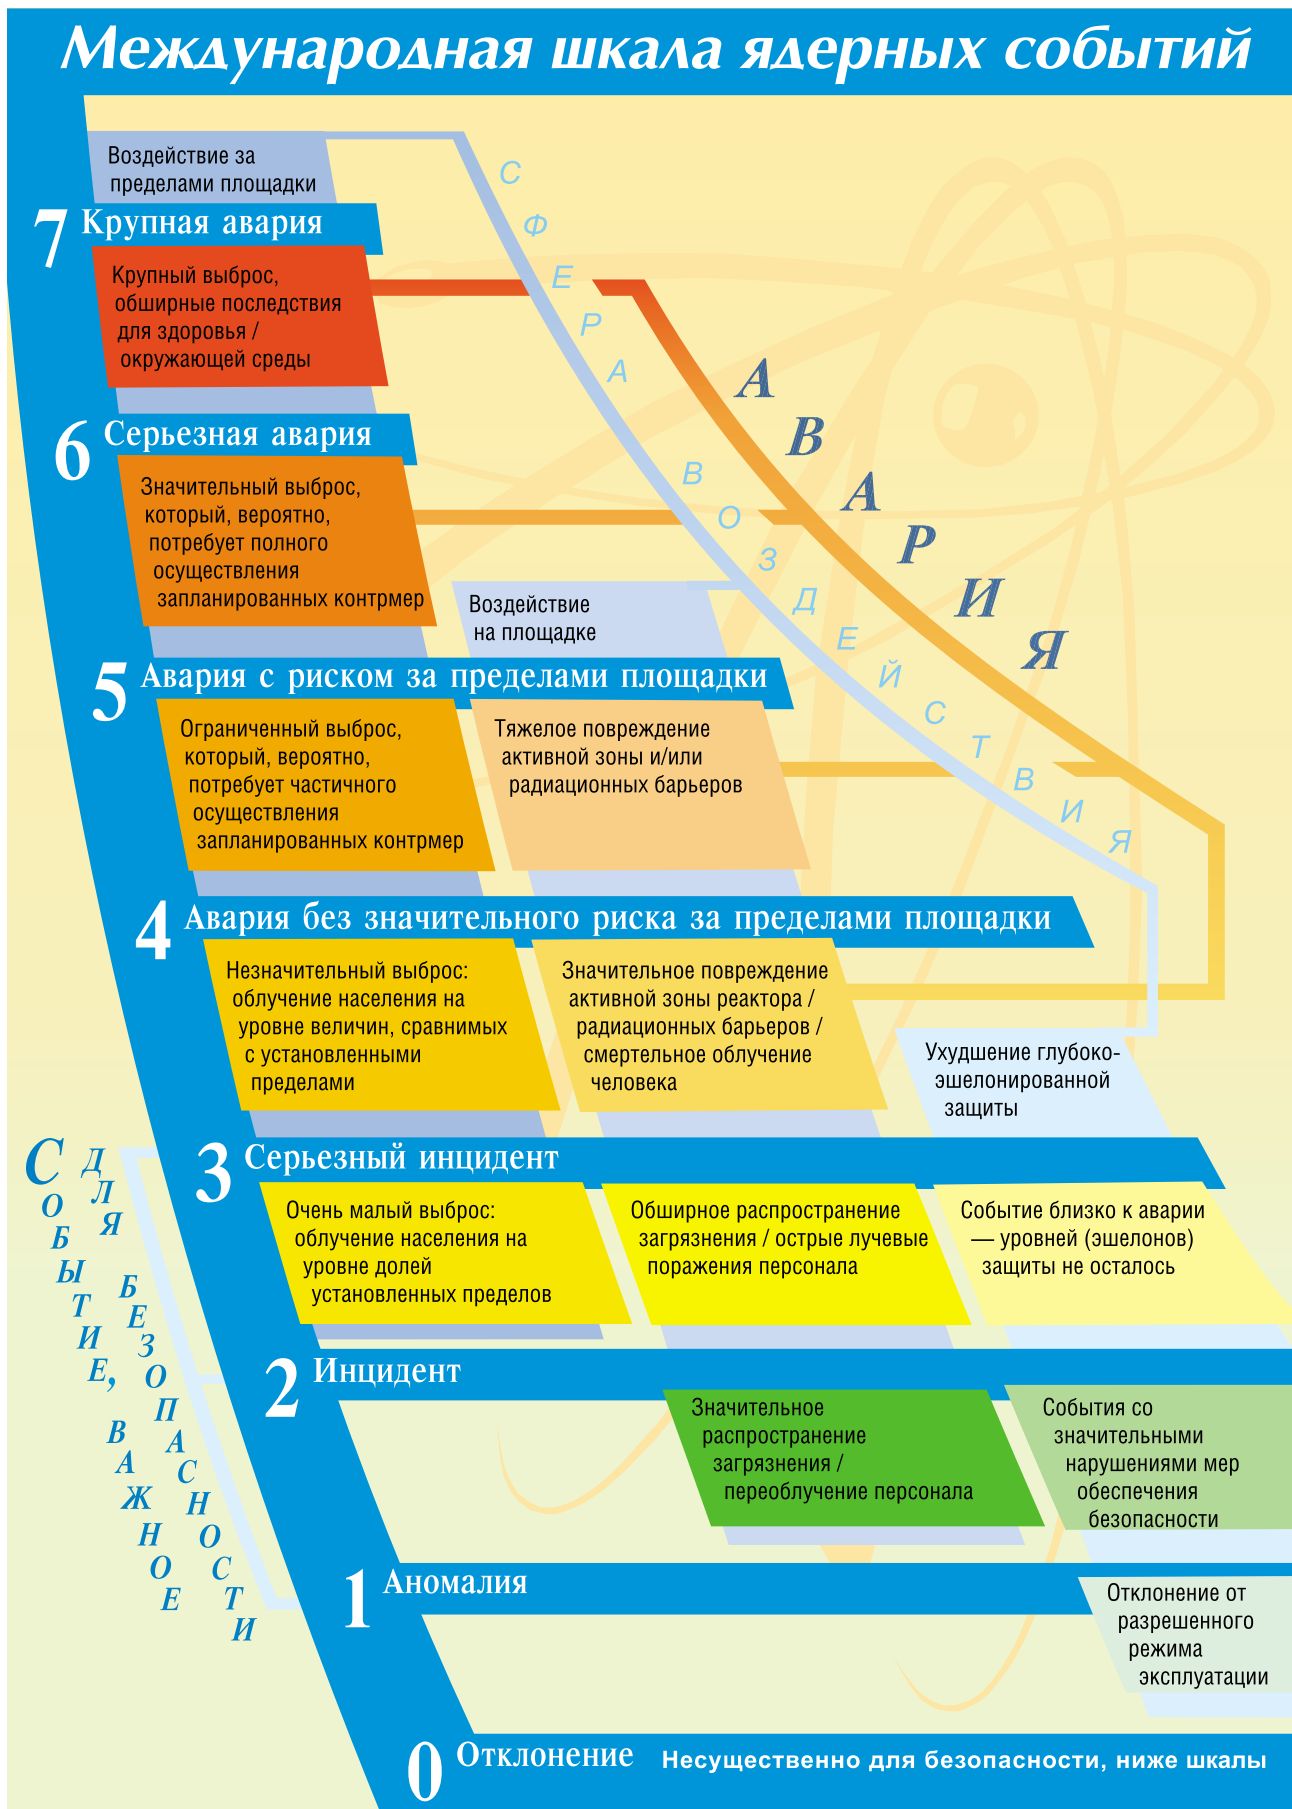 Международная шкала ядерных событий
СФЕРА ВОЗДЕЙСТВИЯ
АВАРИЯ
Воздействие за
пределами площадки
7 Крупная авария
Крупный выброс,
обширные последствия
для здоровья /
окружающей среды
6 Серьезная авария
Значительный выброс,
который, вероятно,
потребует полного
осуществления
запланированных контрмер
Воздействие
на площадке
5 Авария с риском за пределами площадки
Ограниченный выброс,
который, вероятно,
потребует частичного
осуществления
запланированных контрмер
Тяжелое повреждение
активной зоны и/или
радиационных барьеров
4 Авария без значительного риска за пределами площадки
Незначительный выброс:
облучение населения на
уровне величин, сравнимых
с установленными
пределами
Значительное повреждение
активной зоны реактора /
радиационных барьеров /
смертельное облучение
человека
Ухудшение глубоко-
эшелонированной
защиты
СОБЫТИЕ, ВАЖНОЕ
ДЛЯ БЕЗОПАСНОСТИ
3 Серьезный инцидент
Очень малый выброс:
облучение населения на
уровне долей
установленных пределов
Обширное распространение
загрязнения / острые лучевые
поражения персонала
Событие близко к аварии
— уровней (эшелонов)
защиты не осталось
2 Инцидент
Значительное
распространение
загрязнения /
переоблучение персонала
События со
значительными
нарушениями мер
обеспечения
безопасности
1 Аномалия
Отклонение от
разрешенного
режима
эксплуатации
0 Отклонение Несущественно для безопасности, ниже шкалы